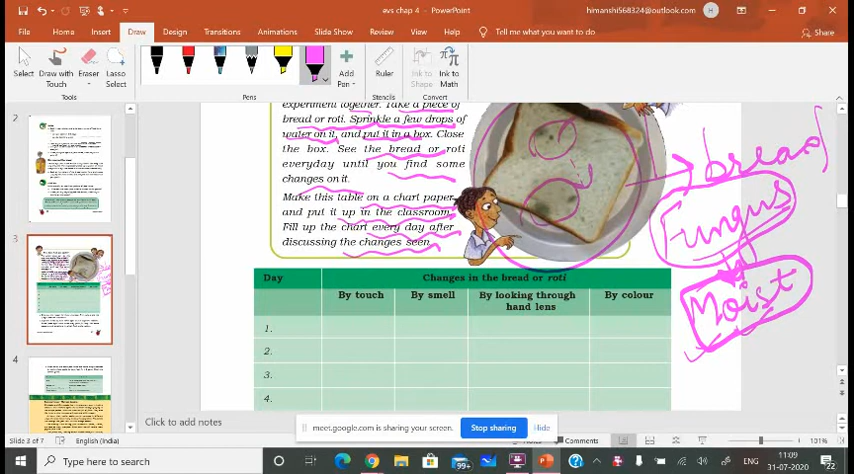 evs chap 4 - PowerPoint
himanshi568324@outlook.com
H
File
Home
Insert
Draw
Design
Transitions
Animations
Slide Show
Review
View
Help
Tell me what you want to do
Share
Select
Draw with Touch
Eraser
Lasso Select
Add Pen
Ruler
Ink to Shape
Ink to Math
Tools
Pens
Stencils
Convert
2
3
4
experiment together. Take a piece of
bread or roti. Sprinkle a few drops of
water on it, and put it in a box. Close
the box. See the bread or roti
everyday until you find some
changes on it.
Make this table on a chart paper
and put it up in the classroom.
Fill up the chart every day after
discussing the changes seen.
bread
Fungus
Moist
Day
Changes in the bread or roti
By touch
By smell
By looking through hand lens
By colour
1.
2.
3.
4.
Click to add notes
meet.google.com is sharing your screen.
Stop sharing
Hide
Slide 3 of 7
English (India)
Comments
131%
Type here to search
99+
ENG
11:09
31-07-2020
22